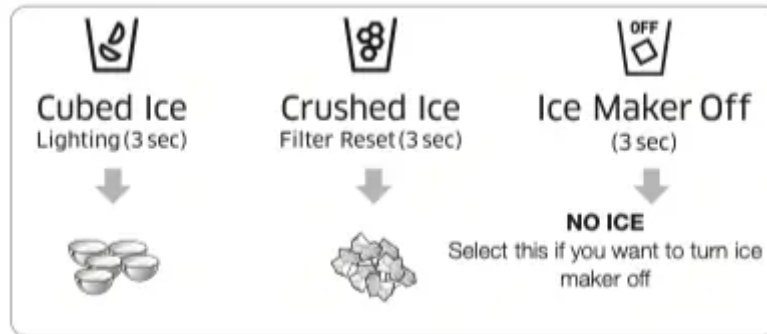 Cubed Ice
Lighting (3 sec)
Crushed Ice
Filter Reset (3 sec)
OFF
Ice Maker Off
(3 sec)
NO ICE
Select this if you want to turn ice
maker off